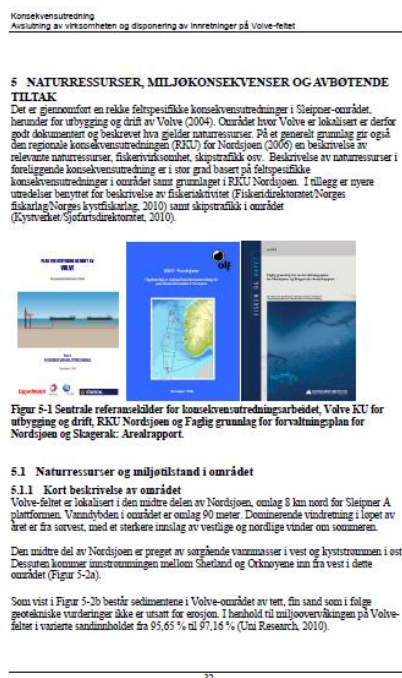 Konsekvensutredning
Avslutning av virksomheten og disponering av innretninger på Volve-feltet
5 NATURRESSURSER, MILJØKONSEKVENSER OG AVBØTENDE
TILTAK
Det er gjennomført en rekke feltspesifikke konsekvensutredninger i Sleipner-området,
herunder for utbygging og drift av Volve (2004). Området hvor Volve er lokalisert er derfor
godt dokumentert og beskrevet hva gjelder naturressurser. På et generelt grunnlag gir også
den regionale konsekvensutredningen (RKU) for Nordsjøen (2006) en beskrivelse av
relevante naturressurser, fiskerivirksomhet, skipstrafikk osv. Beskrivelse av naturressurser i
foreliggende konsekvensutredning er i stor grad basert på feltspesifikke
konsekvensutredninger i området samt grunnlaget i RKU Nordsjøen. I tillegg er nyere
utredelser benyttet for beskrivelse av fiskeriaktivitet (Fiskeridirektoratet/Norges
fiskarlag/Norges kystfiskarlag, 2010) samt skipstrafikk i området
(Kystverket/Sjøfartsdirektoratet, 2010).
VOLVE
olf
RKU Nordsjøen
FISKEN OG HAVET
Figur 5-1 Sentrale referansekilder for konsekvensutredningsarbeidet, Volve KU for
utbygging og drift, RKU Nordsjøen og Faglig grunnlag for forvaltningsplan for
Nordsjøen og Skagerak: Arealrapport.
5.1 Naturressurser og miljøtilstand i området
5.1.1 Kort beskrivelse av området
Volve-feltet er lokalisert i den midtre delen av Nordsjøen, omlag 8 km nord for Sleipner A
plattformen. Vanndybden i området er omlag 90 meter. Dominerende vindretning i løpet av
året er fra sørvest, med et sterkere innslag av vestlige og nordlige vinder om sommeren.
Den midtre del av Nordsjøen er preget av sørgående vannmasser i vest og kyststrømmen i øst.
Dessuten kommer innstrømningen mellom Shetland og Orknøyene inn fra vest i dette
området (Figur 5-2a).
Som vist i Figur 5-2b består sedimentene i Volve-området av tett, fin sand som i følge
geotekniske vurderinger ikke er utsatt for erosjon. I henhold til miljøovervåkingen på Volve-
feltet i varierte sandinnholdet fra 95,65 % til 97,16 % (Uni Research, 2010).
32